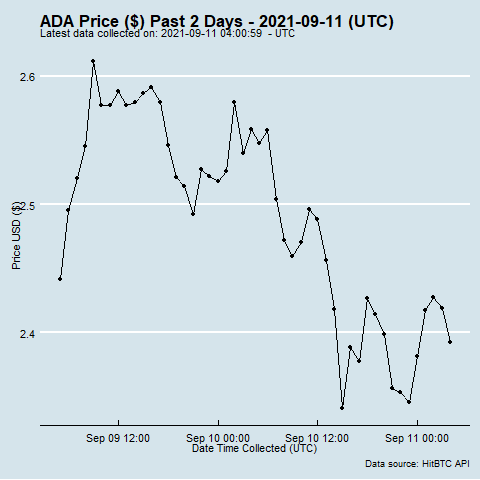 ADA Price ($) Past 2 Days - 2021-09-11 (UTC)
Latest data collected on: 2021-09-11 04:00:59 - UTC
2.6
2.5
2.4
Price USD ($)
Sep 09 12:00
Sep 10 00:00
Sep 10 12:00
Sep 11 00:00
Date Time Collected (UTC)
Data source: HitBTC API